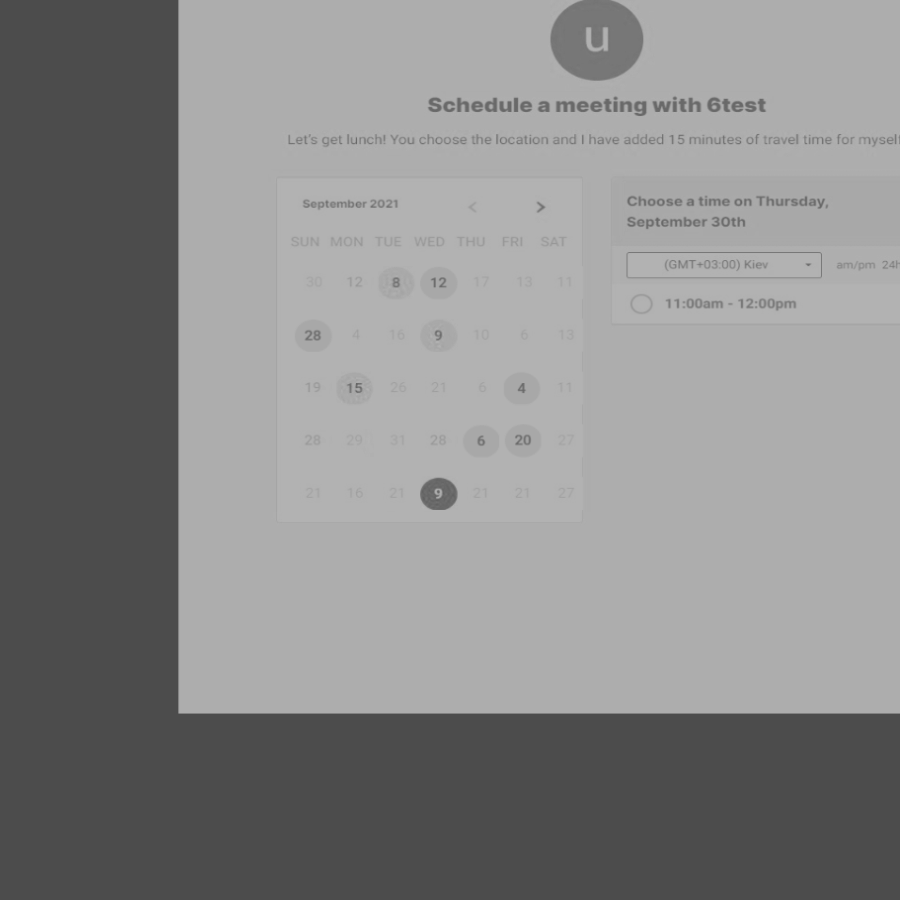 u
Schedule a meeting with 6test
Let's get lunch! You choose the location and I have added 15 minutes of travel time for myself
September 2021 < >
SUN MON TUE WED THU FRI SAT
30 12 8 12 17 13 11
28 4 16 9 10 6 13
19 15 26 21 6 4 11
28 29 31 28 6 20 27
21 16 21 9 21 21 27
Choose a time on Thursday,
September 30th
(GMT+03:00) Kiev am/pm 24h
11:00am - 12:00pm